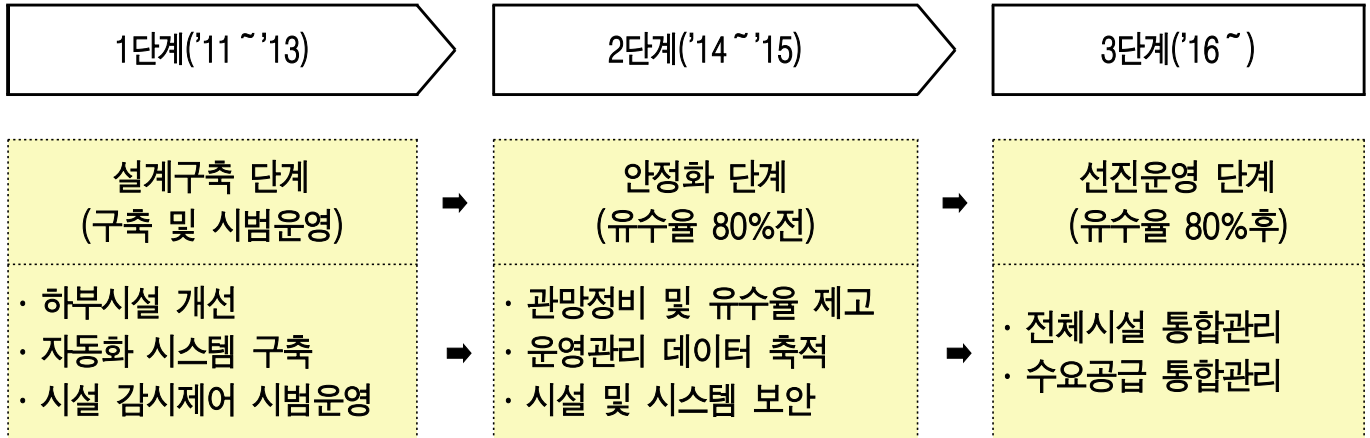 1단계('11~'13)
2단계('14~'15)
3단계('16~)
설계구축 단계
(구축 및 시범운영)
안정화 단계
(유수율 80%전)
선진운영 단계
(유수율 80%후)
· 하부시설 개선
· 자동화 시스템 구축
· 시설 감시제어 시범운영
· 관망정비 및 유수율 제고
· 운영관리 데이터 축적
· 시설 및 시스템 보안
· 전체시설 통합관리
· 수요공급 통합관리